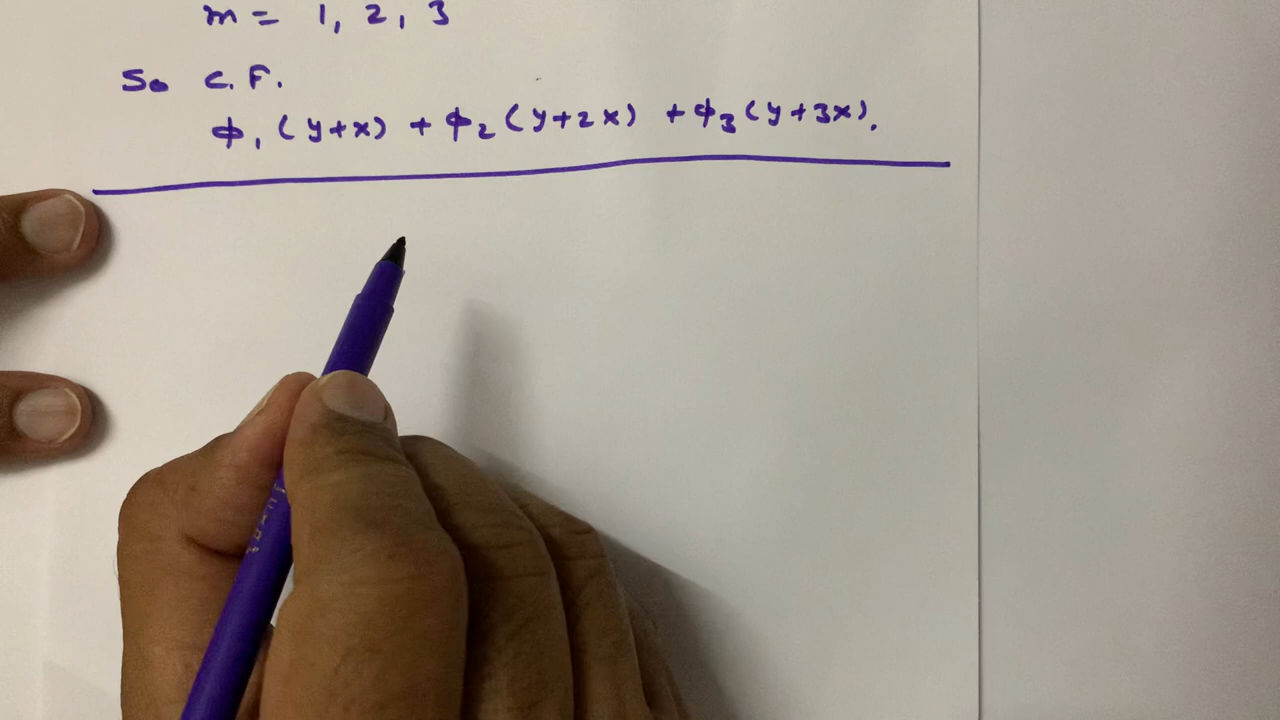 m = 1, 2, 3
So C.F.
ϕ₁ (y+x) + ϕ₂ (y+2x) + ϕ₃ (y+3x).